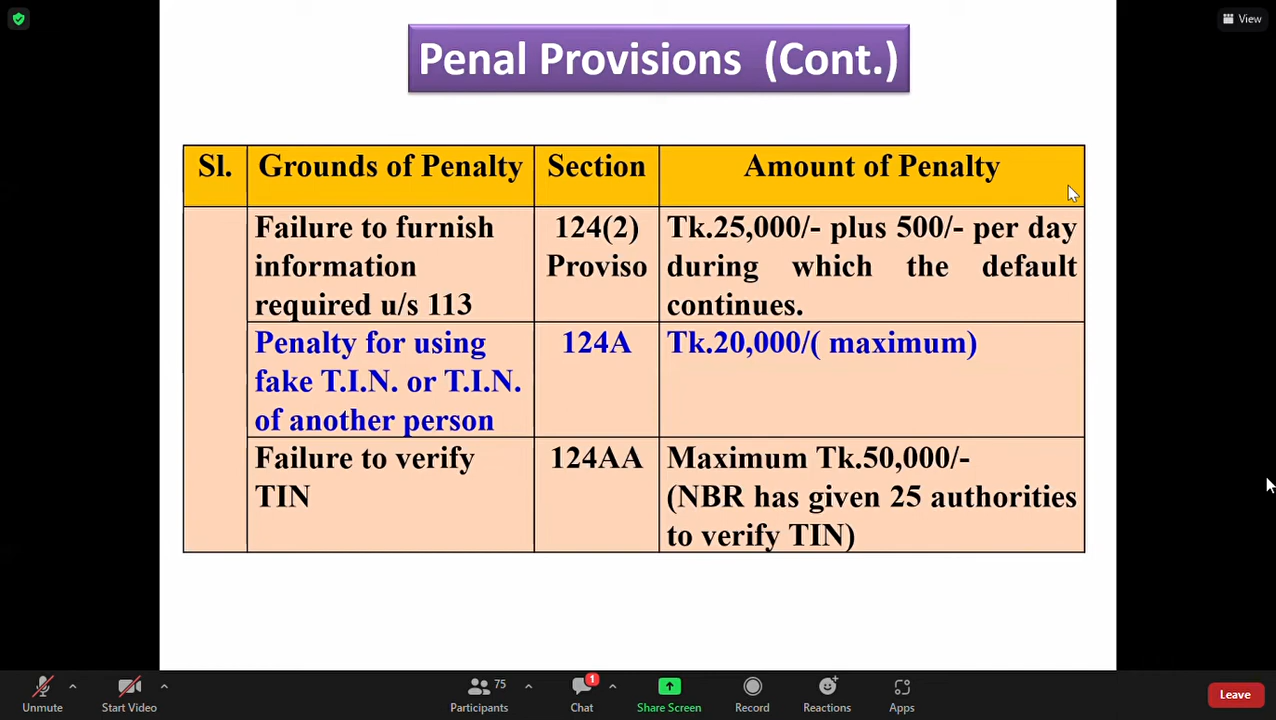 View
Penal Provisions  (Cont.)
Sl. Grounds of Penalty Section Amount of Penalty
Failure to furnish 124(2) Tk.25,000/- plus 500/- per day
information Proviso during which the default
required u/s 113 continues.
Penalty for using 124A Tk.20,000/( maximum)
fake T.I.N. or T.I.N.
of another person
Failure to verify 124AA Maximum Tk.50,000/-
TIN (NBR has given 25 authorities
to verify TIN)
75 1
Unmute Start Video Participants Chat Share Screen Record Reactions Apps Leave